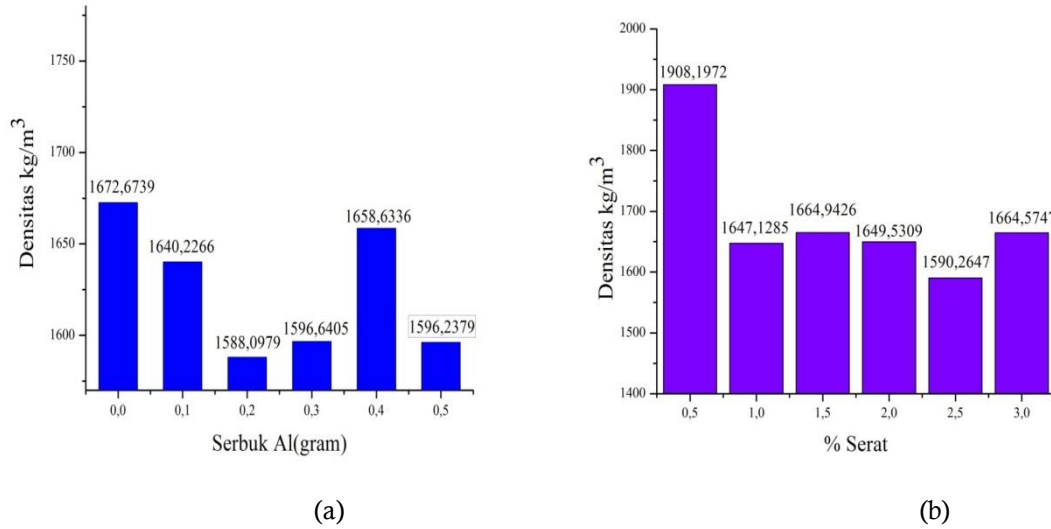 Densitas kg/m³
1750
1700
1650
1600
1672,6739
1640,2266
1588,0979
1596,6405
1658,6336
1596,2379
0,0 0,1 0,2 0,3 0,4 0,5
Serbuk Al(gram)
(a)
Densitas kg/m³
2000
1900
1800
1700
1600
1500
1400
1908,1972
1647,1285
1664,9426
1649,5309
1590,2647
1664,5747
0,5 1,0 1,5 2,0 2,5 3,0
% Serat
(b)